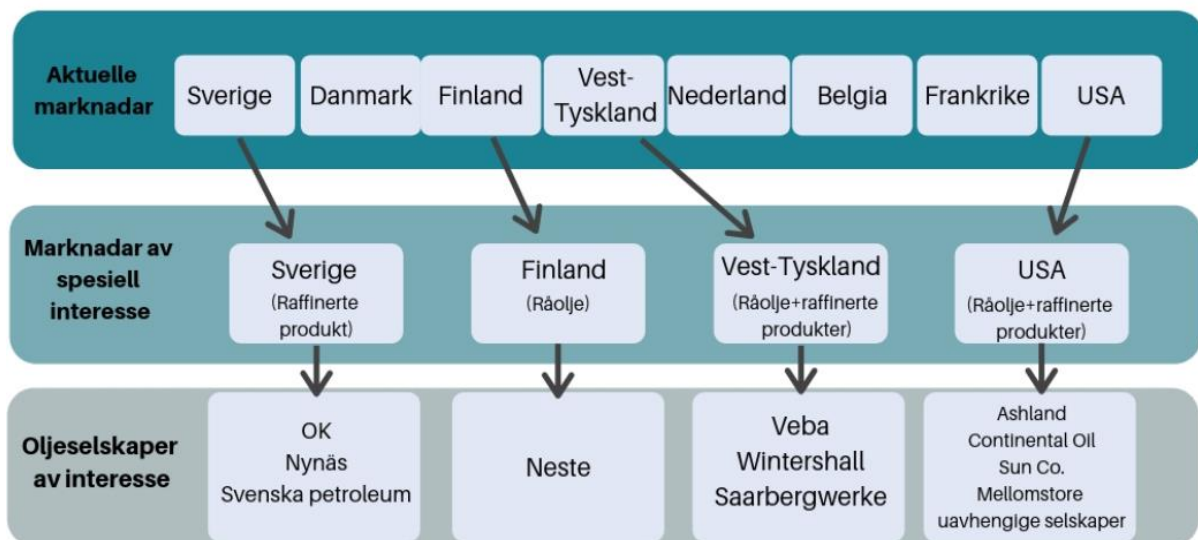 Aktuelle
marknadar
Sverige
Danmark
Finland
Vest-
Tyskland
Nederland
Belgia
Frankrike
USA
Marknadar av
spesiell
interesse
Sverige
(Raffinerte
produkt)
Finland
(Råolje)
Vest-Tyskland
(Råolje+raffinerte
produkter)
USA
(Råolje+raffinerte
produkter)
Oljeselskaper
av interesse
OK
Nynäs
Svenska petroleum
Neste
Veba
Wintershall
Saarbergwerke
Ashland
Continental Oil
Sun Co.
Mellomstore
uavhengige selskaper